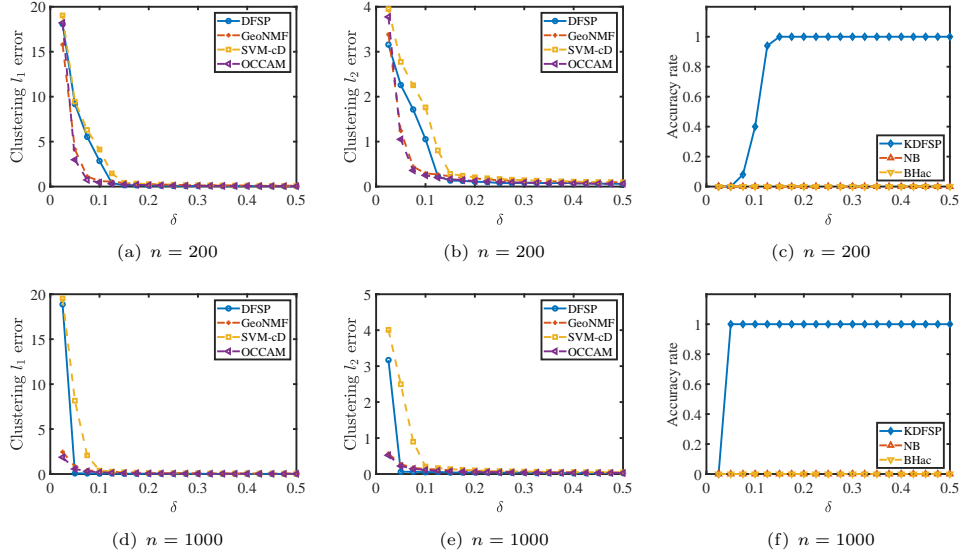 20
15
10
5
0
0
0.1
0.2
0.3
0.4
0.5
Clustering l1 error
δ
DFSP
GeoNMF
SVM-cD
OCCAM
(a) n = 200
4
3
2
1
0
0
0.1
0.2
0.3
0.4
0.5
Clustering l2 error
δ
DFSP
GeoNMF
SVM-cD
OCCAM
(b) n = 200
1
0.8
0.6
0.4
0.2
0
0
0.1
0.2
0.3
0.4
0.5
Accuracy rate
δ
KDFSP
NB
BHac
(c) n = 200
20
15
10
5
0
0
0.1
0.2
0.3
0.4
0.5
Clustering l1 error
δ
DFSP
GeoNMF
SVM-cD
OCCAM
(d) n = 1000
5
4
3
2
1
0
0
0.1
0.2
0.3
0.4
0.5
Clustering l2 error
δ
DFSP
GeoNMF
SVM-cD
OCCAM
(e) n = 1000
1
0.8
0.6
0.4
0.2
0
0
0.1
0.2
0.3
0.4
0.5
Accuracy rate
δ
KDFSP
NB
BHac
(f) n = 1000